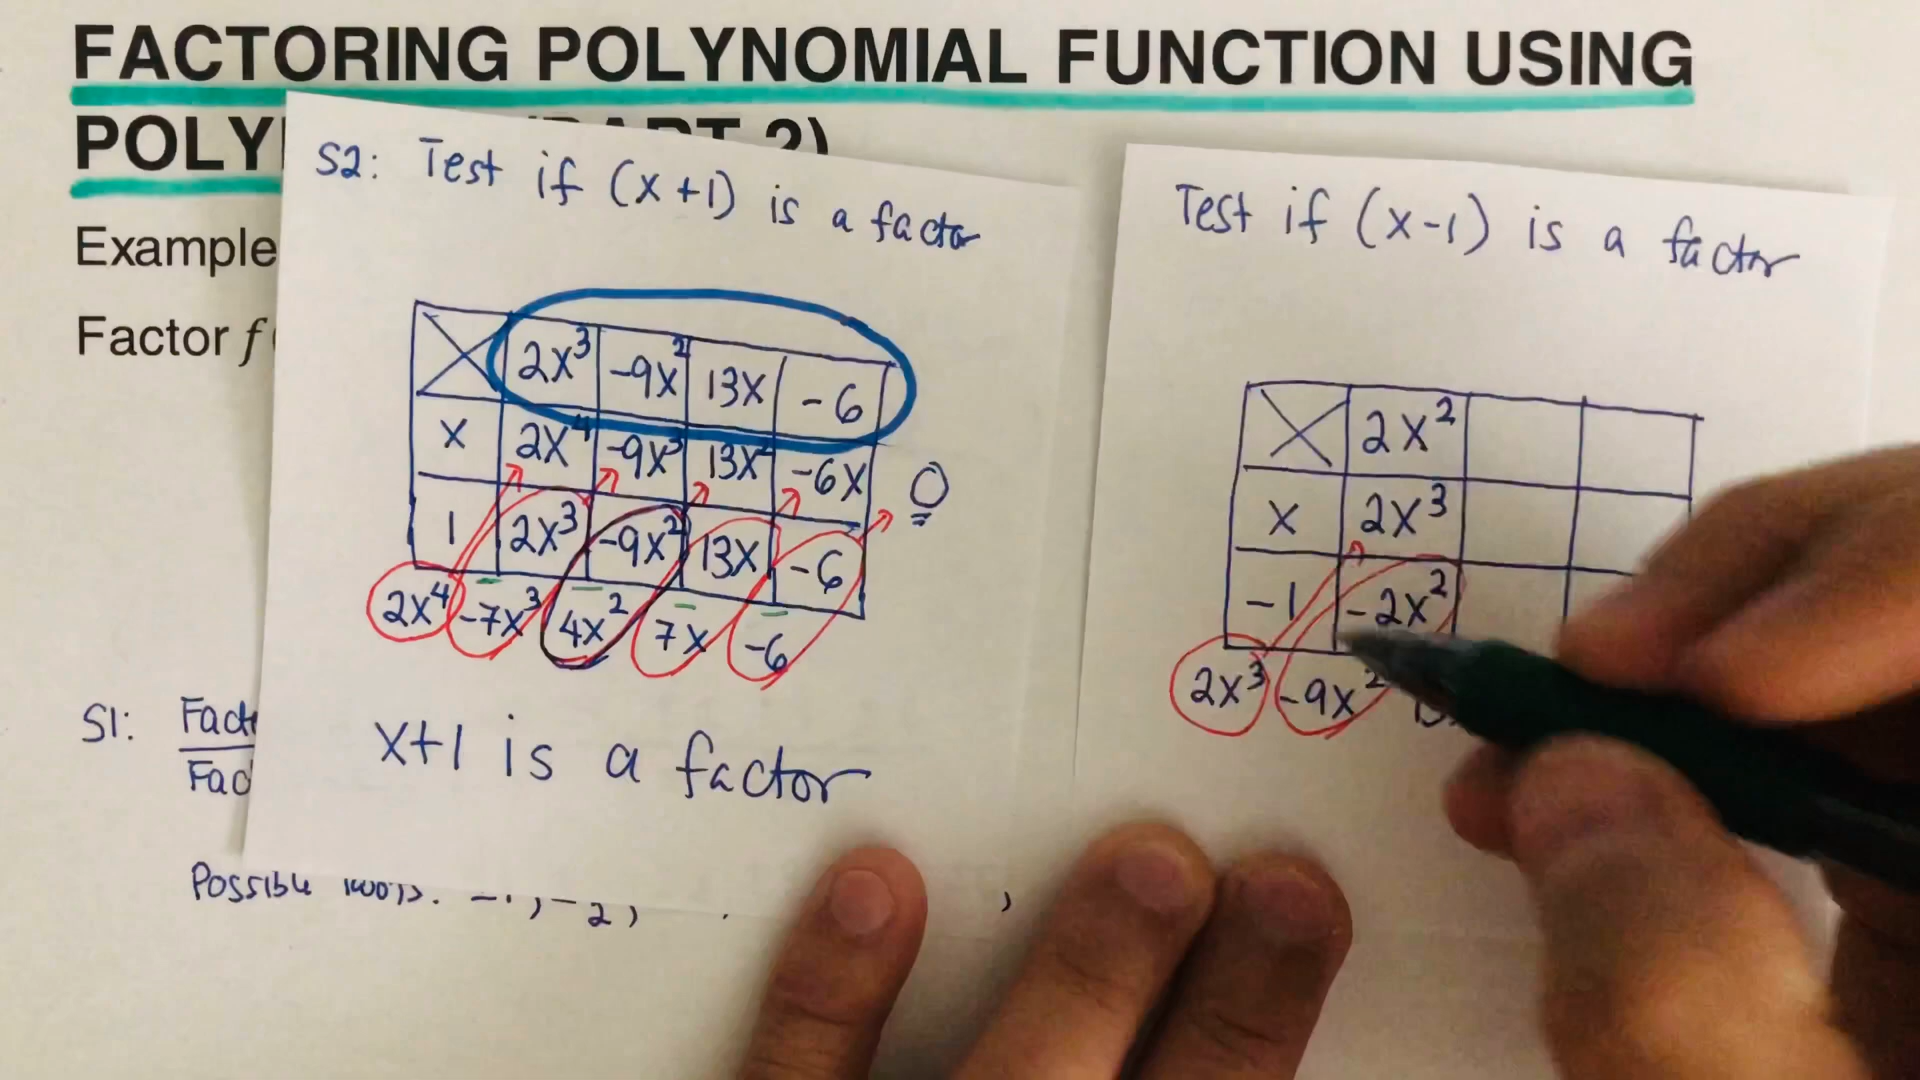 FACTORING POLYNOMIAL FUNCTION USING
POLY
Example
Factor f
S2: Test if (x+1) is a factor
2x³ -9x² 13x -6
x 2x⁴ -9x³ 13x² -6x 0
1 2x³ -9x² 13x -6
2x⁴ -7x³ 4x² 7x -6
x+1 is a factor
Test if (x-1) is a factor
2x²
x 2x³
-1 -2x²
2x³ -9x²
S1:
Possible -1, -2,